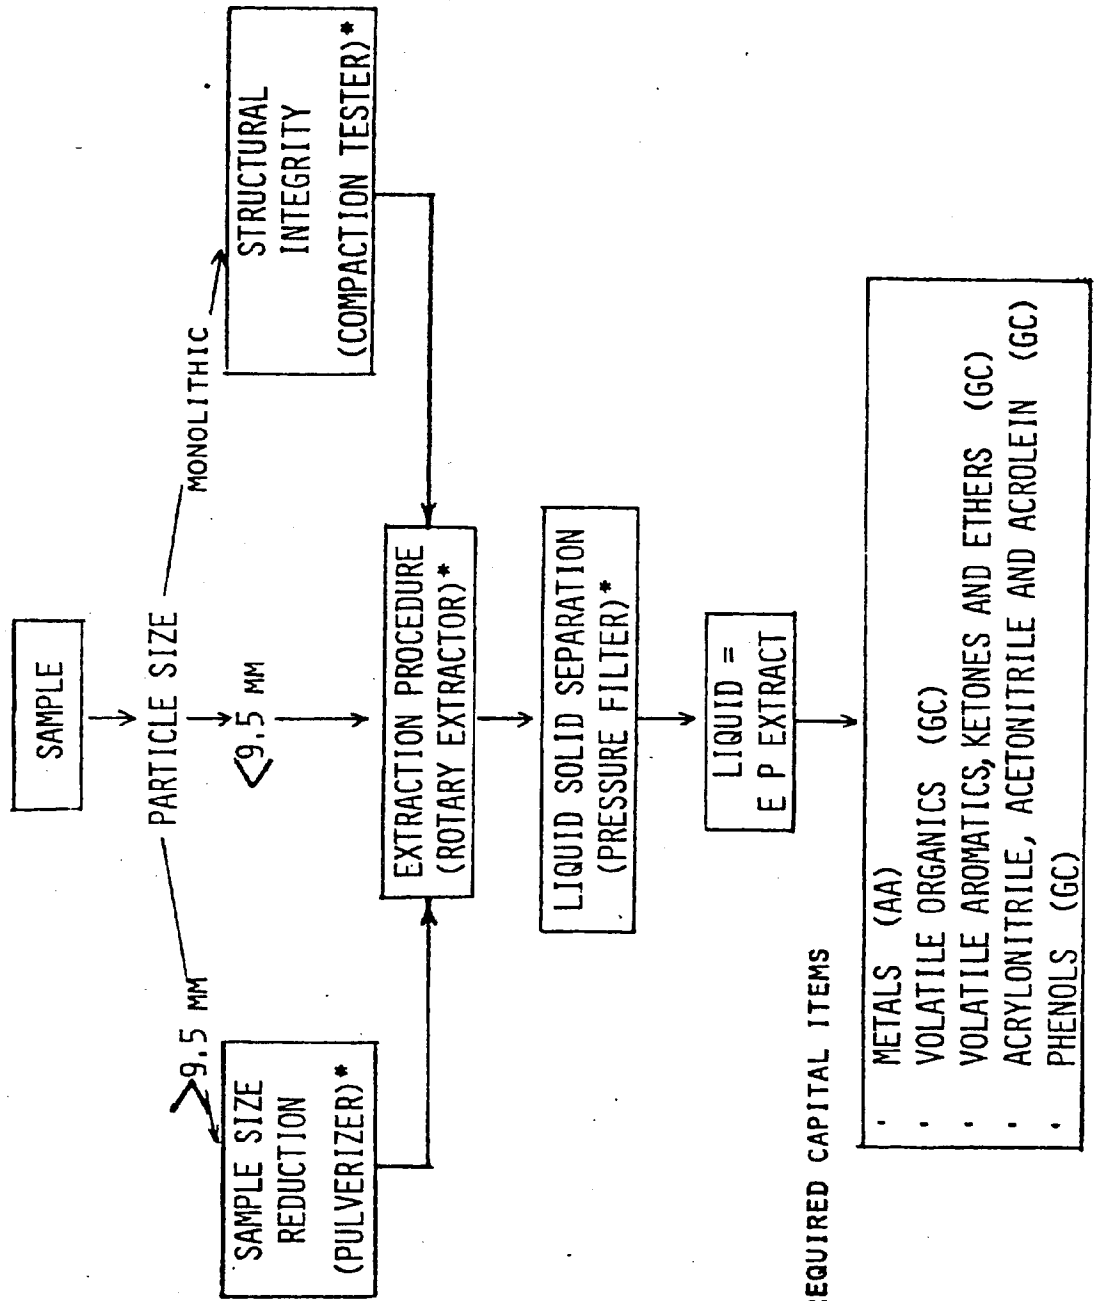 SAMPLE
PARTICLE SIZE
>9.5 MM
<9.5 MM
MONOLITHIC
SAMPLE SIZE
REDUCTION
(PULVERIZER)*
STRUCTURAL
INTEGRITY
(COMPACTION TESTER)*
EXTRACTION PROCEDURE
(ROTARY EXTRACTOR)*
LIQUID SOLID SEPARATION
(PRESSURE FILTER)*
LIQUID =
E P EXTRACT
EQUIRED CAPITAL ITEMS
· METALS (AA)
· VOLATILE ORGANICS (GC)
· VOLATILE AROMATICS, KETONES AND ETHERS (GC)
· ACRYLONITRILE, ACETONITRILE AND ACROLEIN (GC)
· PHENOLS (GC)